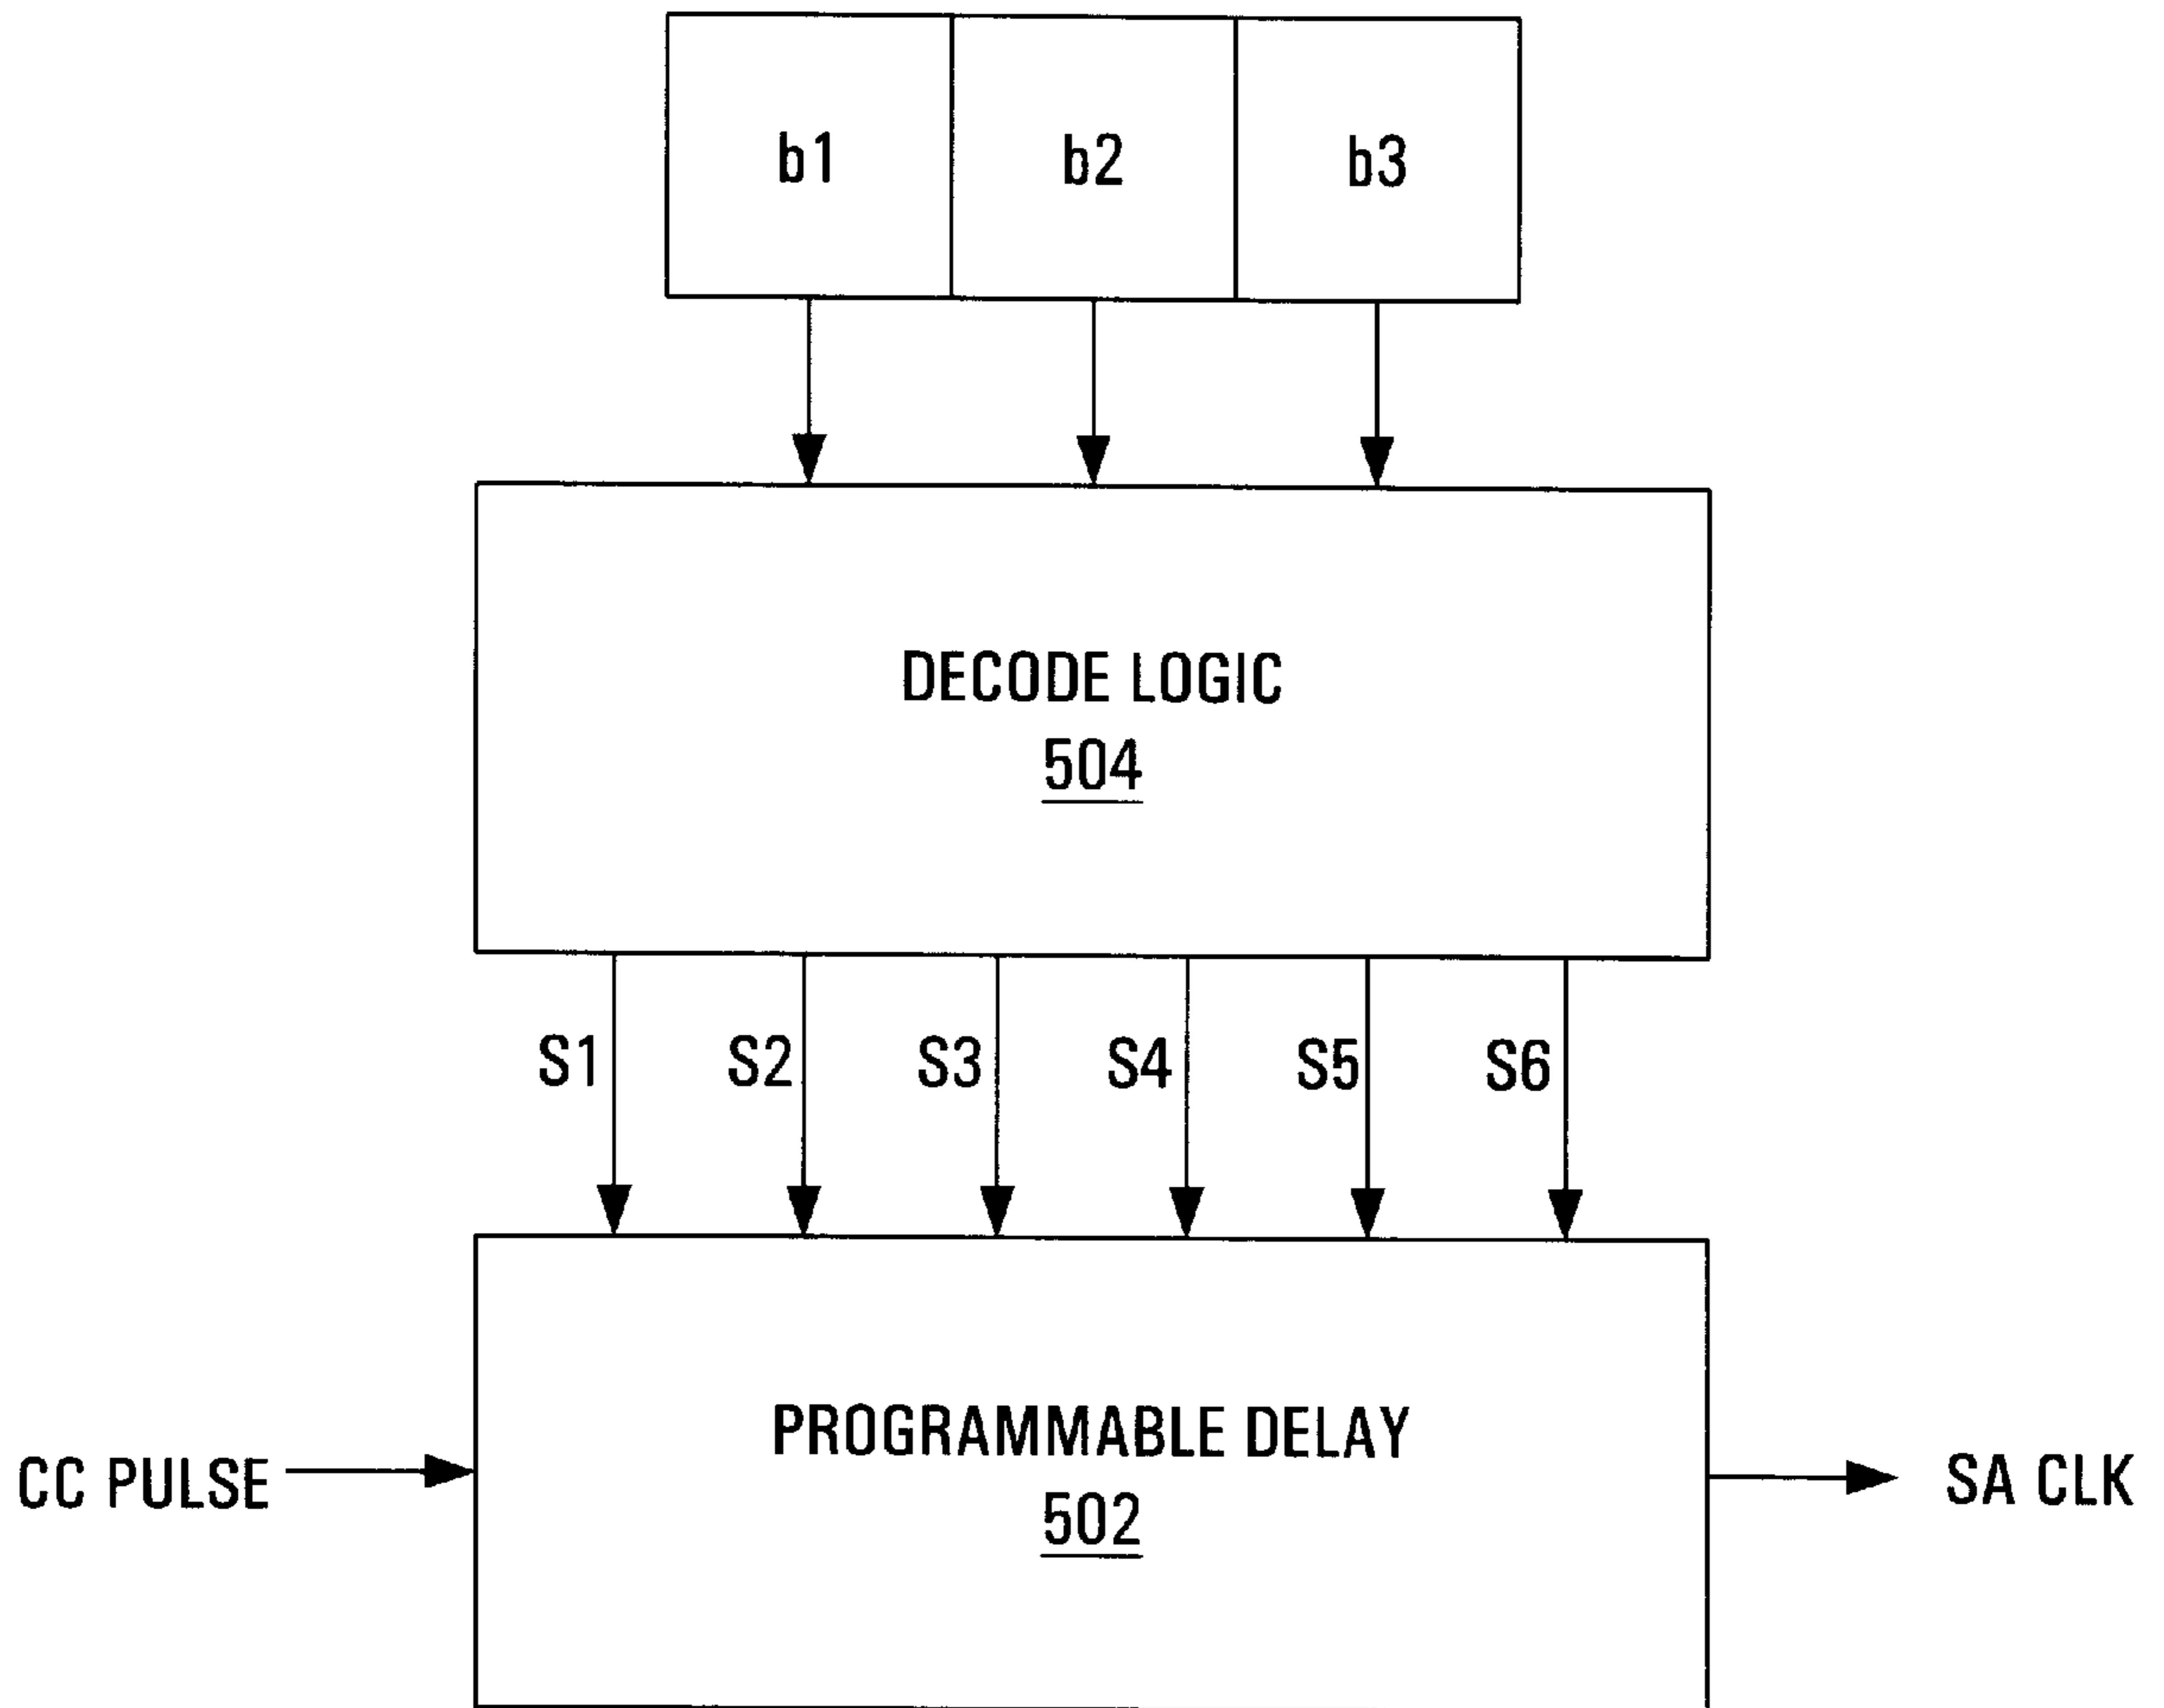 b1 b2 b3
DECODE LOGIC
504
S1 S2 S3 S4 S5 S6
PROGRAMMABLE DELAY
502
CC PULSE
SA CLK